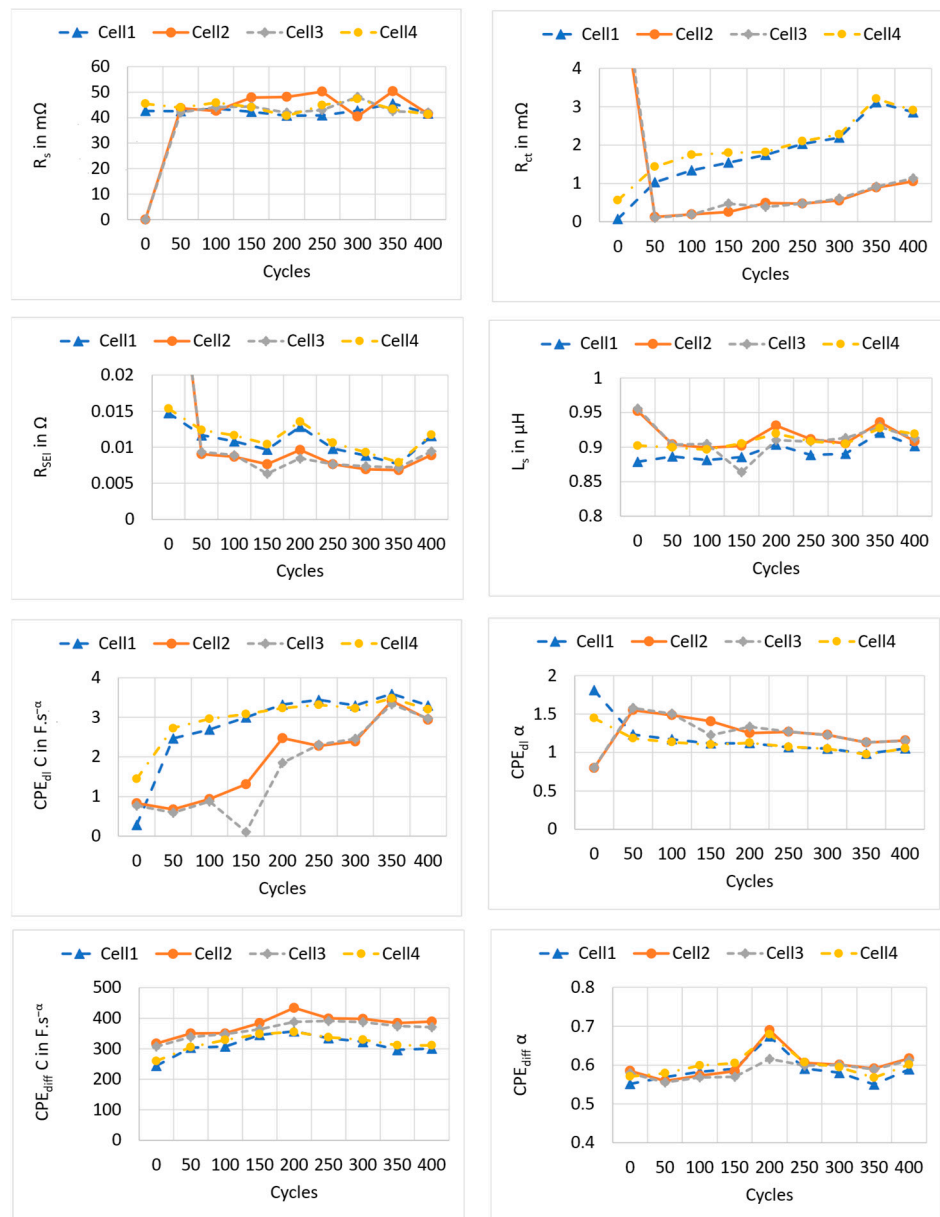 Cell1 Cell2 Cell3 Cell4
R_s in mΩ
60
50
40
30
20
10
0
0 50 100 150 200 250 300 350 400
Cycles
Cell1 Cell2 Cell3 Cell4
R_ct in mΩ
4
3
2
1
0
0 50 100 150 200 250 300 350 400
Cycles
Cell1 Cell2 Cell3 Cell4
R_SEI in Ω
0.02
0.015
0.01
0.005
0
0 50 100 150 200 250 300 350 400
Cycles
Cell1 Cell2 Cell3 Cell4
L_s in µH
1
0.95
0.9
0.85
0.8
0 50 100 150 200 250 300 350 400
Cycles
Cell1 Cell2 Cell3 Cell4
CPE_dl C in F.s⁻ᵅ
4
3
2
1
0
0 50 100 150 200 250 300 350 400
Cycles
Cell1 Cell2 Cell3 Cell4
CPE_dl α
2
1.5
1
0.5
0
0 50 100 150 200 250 300 350 400
Cycles
Cell1 Cell2 Cell3 Cell4
CPE_diff C in F.s⁻ᵅ
500
400
300
200
100
0
0 50 100 150 200 250 300 350 400
Cycles
Cell1 Cell2 Cell3 Cell4
CPE_diff α
0.8
0.7
0.6
0.5
0.4
0 50 100 150 200 250 300 350 400
Cycles